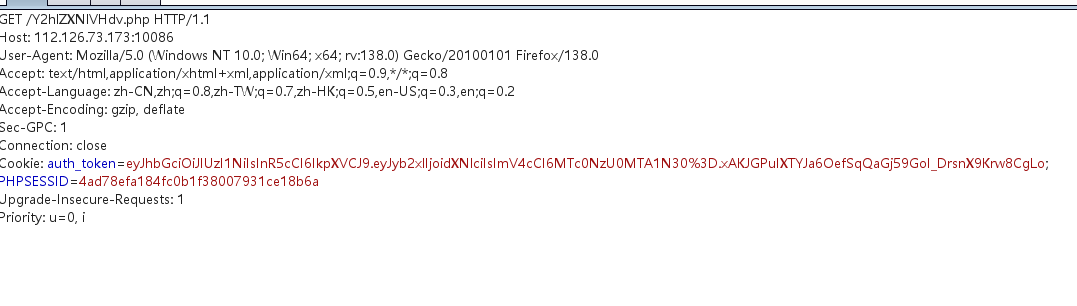 GET /Y2hlZXNlVHdv.php HTTP/1.1
Host: 112.126.73.173:10086
User-Agent: Mozilla/5.0 (Windows NT 10.0; Win64; x64; rv:138.0) Gecko/20100101 Firefox/138.0
Accept: text/html,application/xhtml+xml,application/xml;q=0.9,*/*;q=0.8
Accept-Language: zh-CN,zh;q=0.8,zh-TW;q=0.7,zh-HK;q=0.5,en-US;q=0.3,en;q=0.2
Accept-Encoding: gzip, deflate
Sec-GPC: 1
Connection: close
Cookie: auth_token=eyJhbGciOiJIUzI1NiIsInR5cCI6IkpXVCJ9.eyJyb2xlIjoidXNlciIsImV4cCI6MTc0NzU0MTA1N30%3D.xAKJGPulXTYJa6OefSqQaGj59GoI_DrsnX9Krw8CgLo;
PHPSESSID=4ad78efa184fc0b1f38007931ce18b6a
Upgrade-Insecure-Requests: 1
Priority: u=0, i